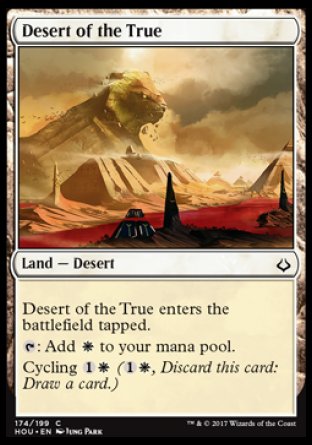 Desert of the True
Land — Desert
Desert of the True enters the
battlefield tapped.
: Add to your mana pool.
Cycling 1 (1 , Discard this card:
Draw a card.)
174/199 C
HOU • EN Jung Park
™ & © 2017 Wizards of the Coast